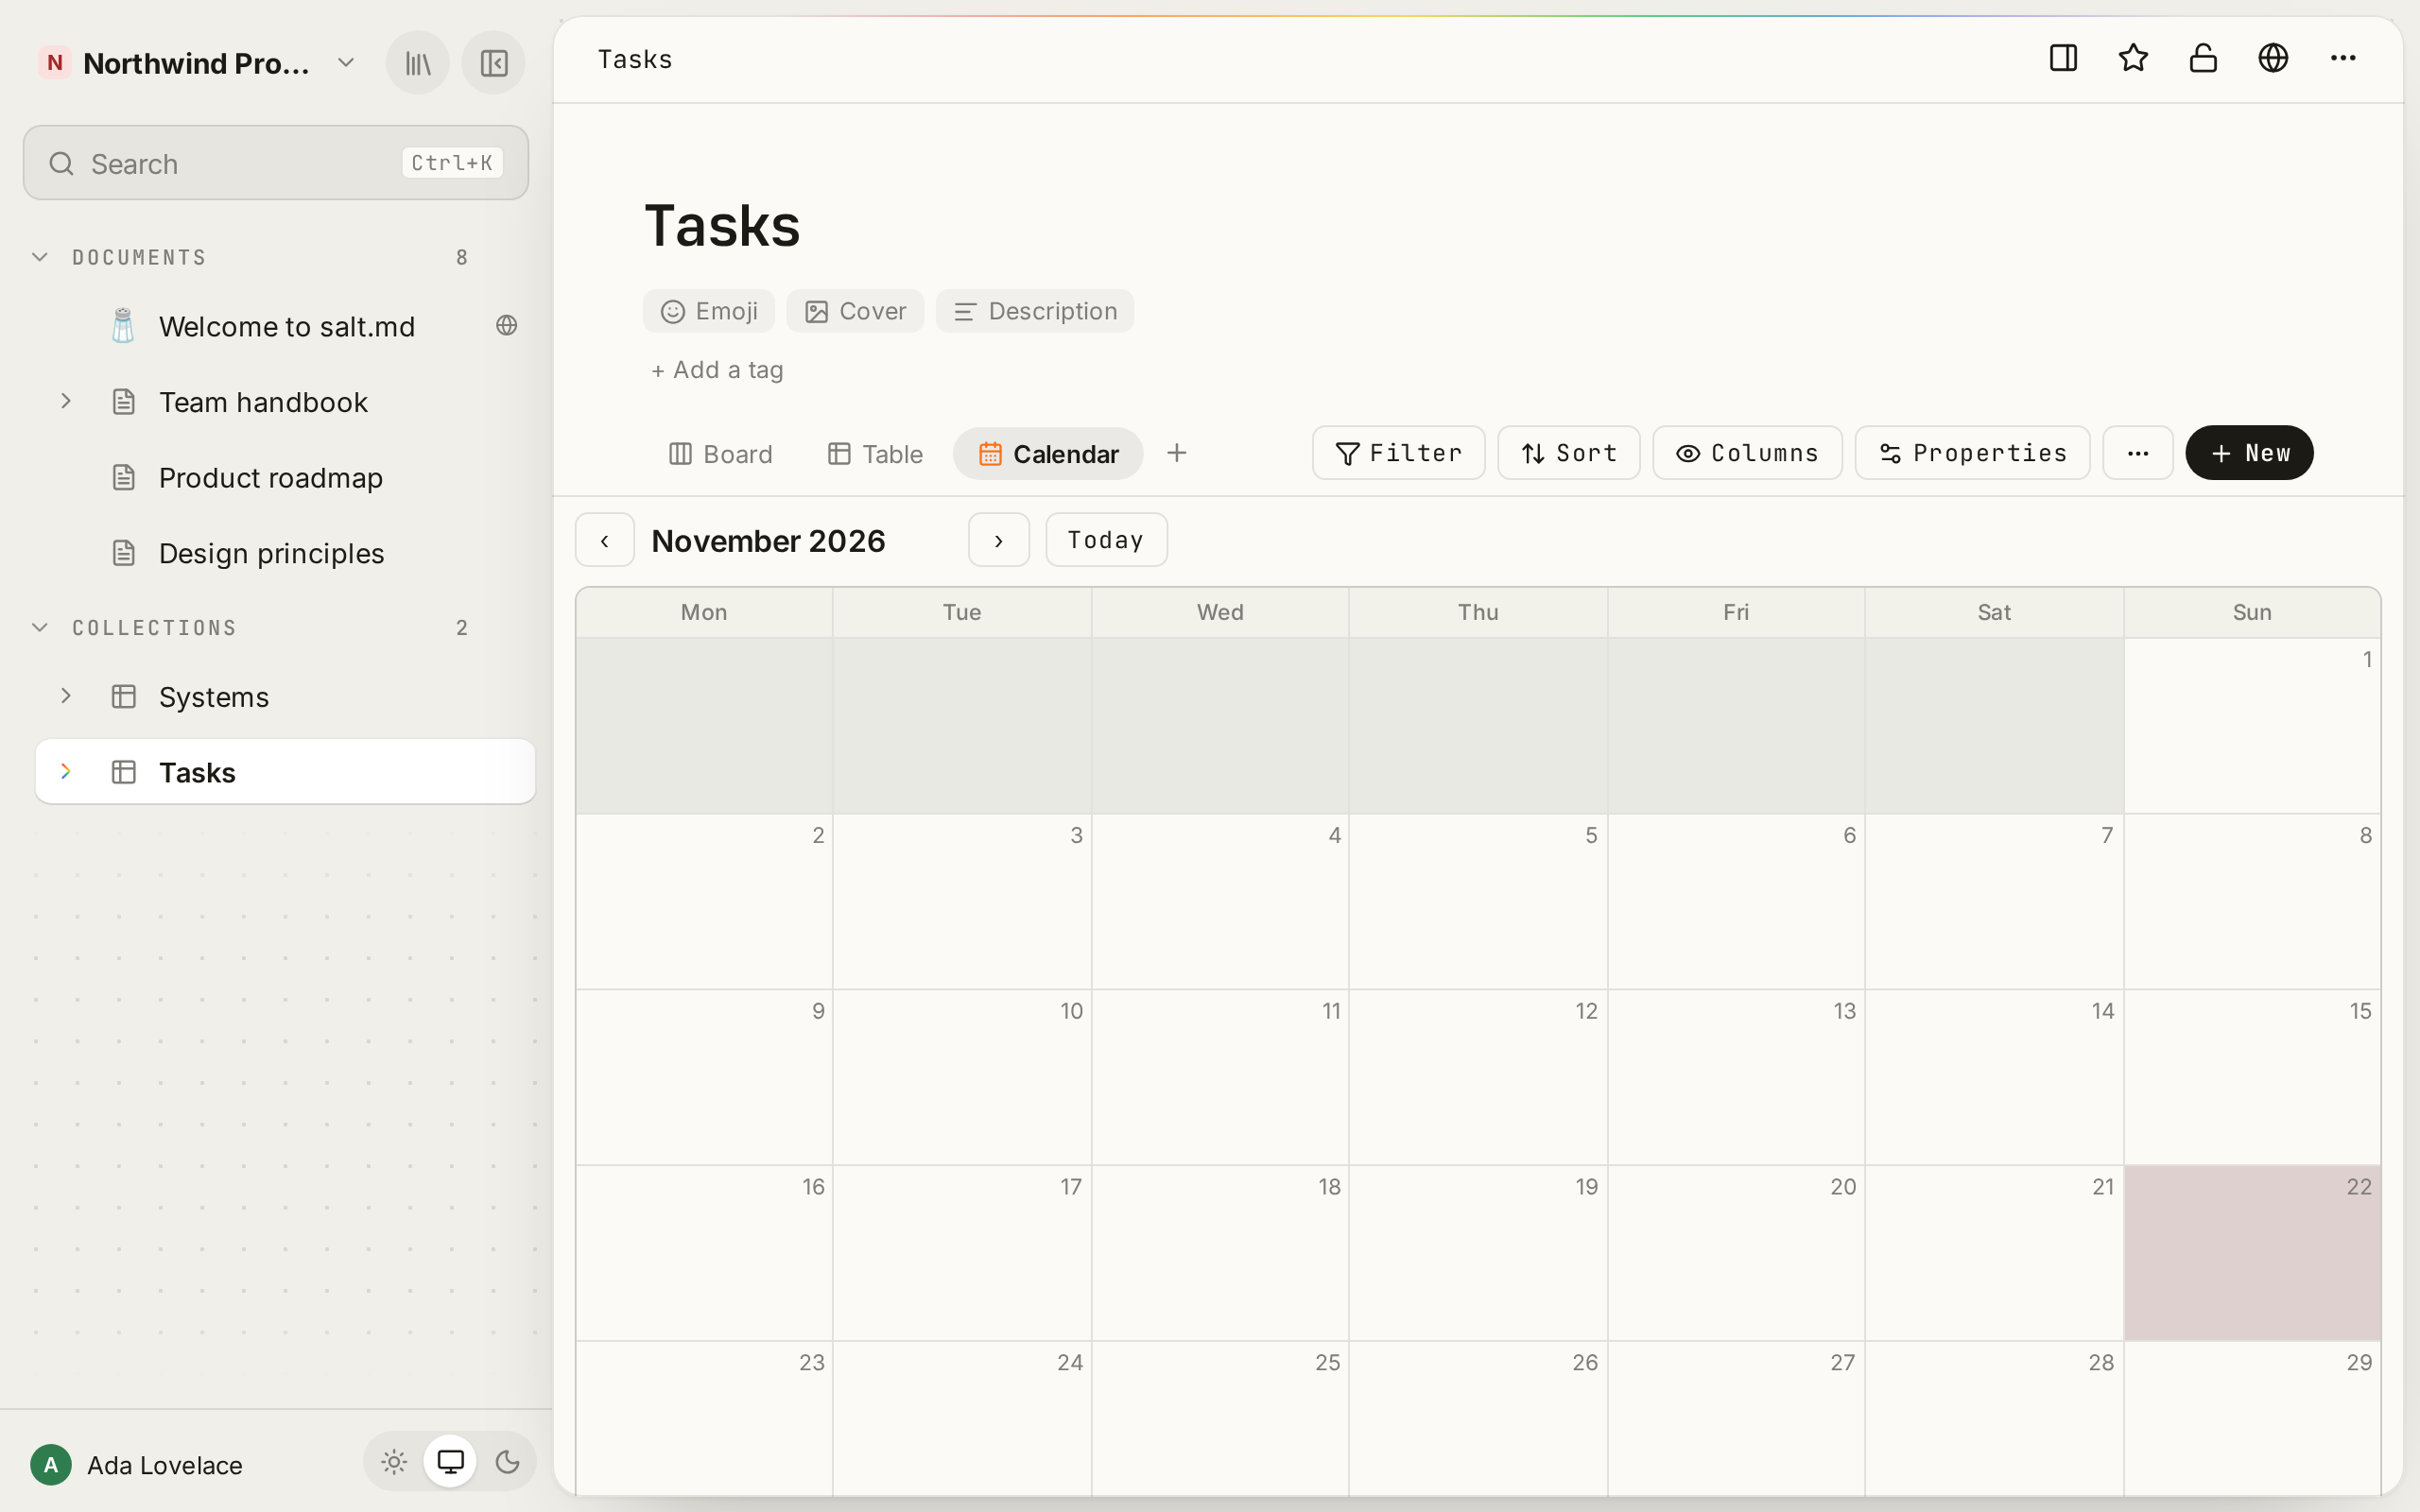 N Northwind Pro...
Search Ctrl+K
DOCUMENTS 8
Welcome to salt.md
Team handbook
Product roadmap
Design principles
COLLECTIONS 2
Systems
Tasks
A Ada Lovelace
Tasks
Tasks
Emoji Cover Description
+ Add a tag
Board Table Calendar + Filter Sort Columns Properties ... + New
‹ November 2026 › Today
Mon Tue Wed Thu Fri Sat Sun
1
2 3 4 5 6 7 8
9 10 11 12 13 14 15
16 17 18 19 20 21 22
23 24 25 26 27 28 29